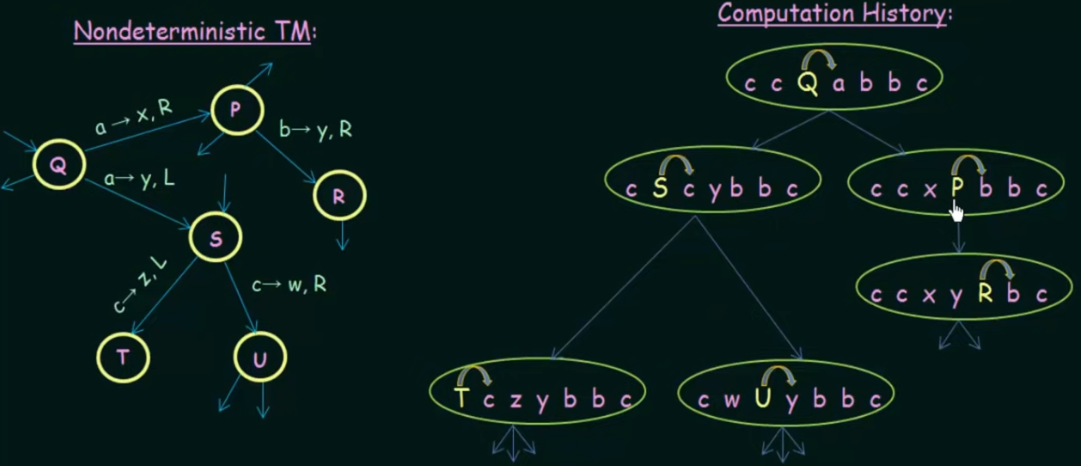 Nondeterministic TM:
Computation History:
c c Q a b b c
P
a→x, R
b→y, R
Q
a→y, L
c S c y b b c
c c x P b b c
R
S
c→z, L
c→w, R
c c x y R b c
T
U
T c z y b b c
c w U y b b c